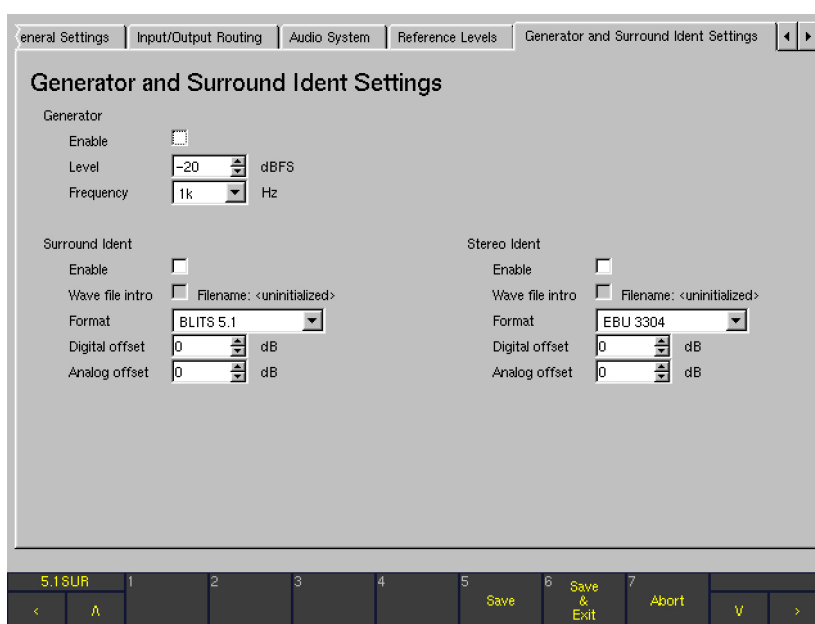 eneral Settings Input/Output Routing Audio System Reference Levels Generator and Surround Ident Settings
Generator and Surround Ident Settings
Generator
Enable
Level -20 dBFS
Frequency 1k Hz
Surround Ident
Enable
Wave file intro Filename: <uninitialized>
Format BLITS 5.1
Digital offset 0 dB
Analog offset 0 dB
Stereo Ident
Enable
Wave file intro Filename: <uninitialized>
Format EBU 3304
Digital offset 0 dB
Analog offset 0 dB
5.1SUR 1 2 3 4 5 Save 6 Save & Exit 7 Abort
< Λ V >